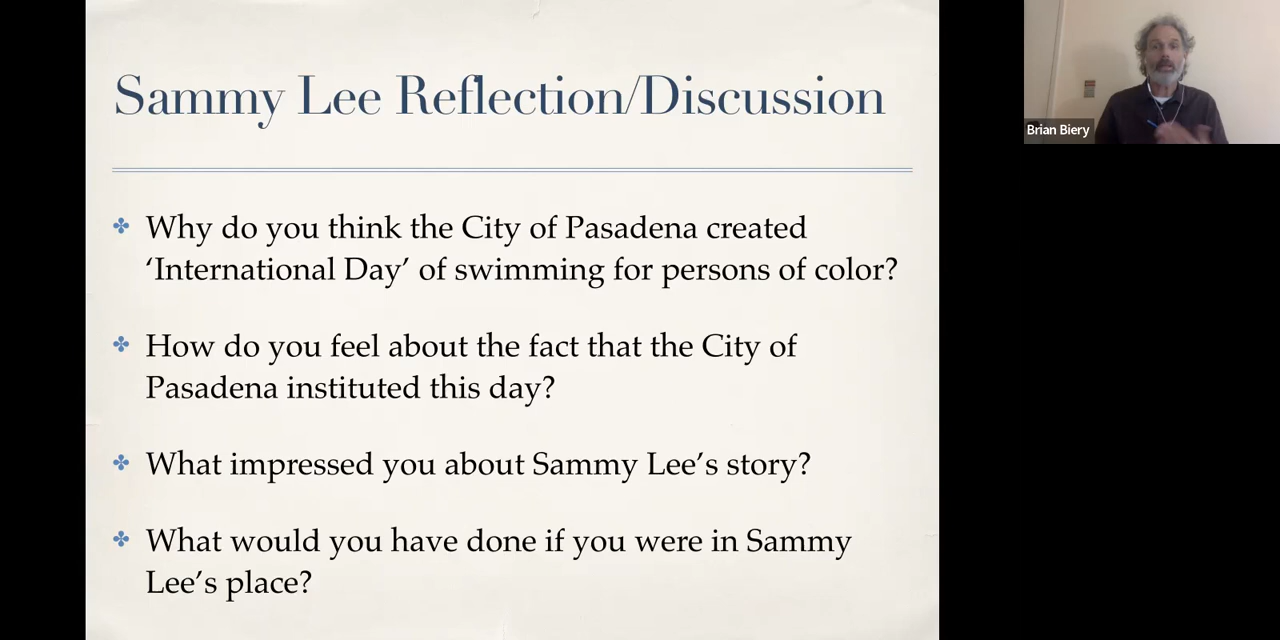 Sammy Lee Reflection/Discussion
Why do you think the City of Pasadena created
‘International Day’ of swimming for persons of color?
How do you feel about the fact that the City of
Pasadena instituted this day?
What impressed you about Sammy Lee’s story?
What would you have done if you were in Sammy
Lee’s place?
Brian Biery